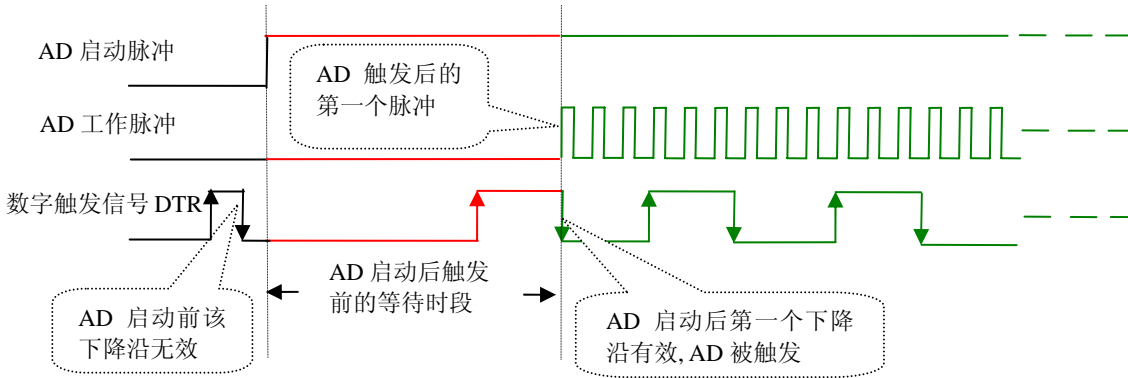 AD 启动脉冲
AD 触发后的
第一个脉冲
AD 工作脉冲
数字触发信号 DTR
AD 启动后触发
前的等待时段
AD 启动前该
下降沿无效
AD 启动后第一个下降
沿有效, AD 被触发